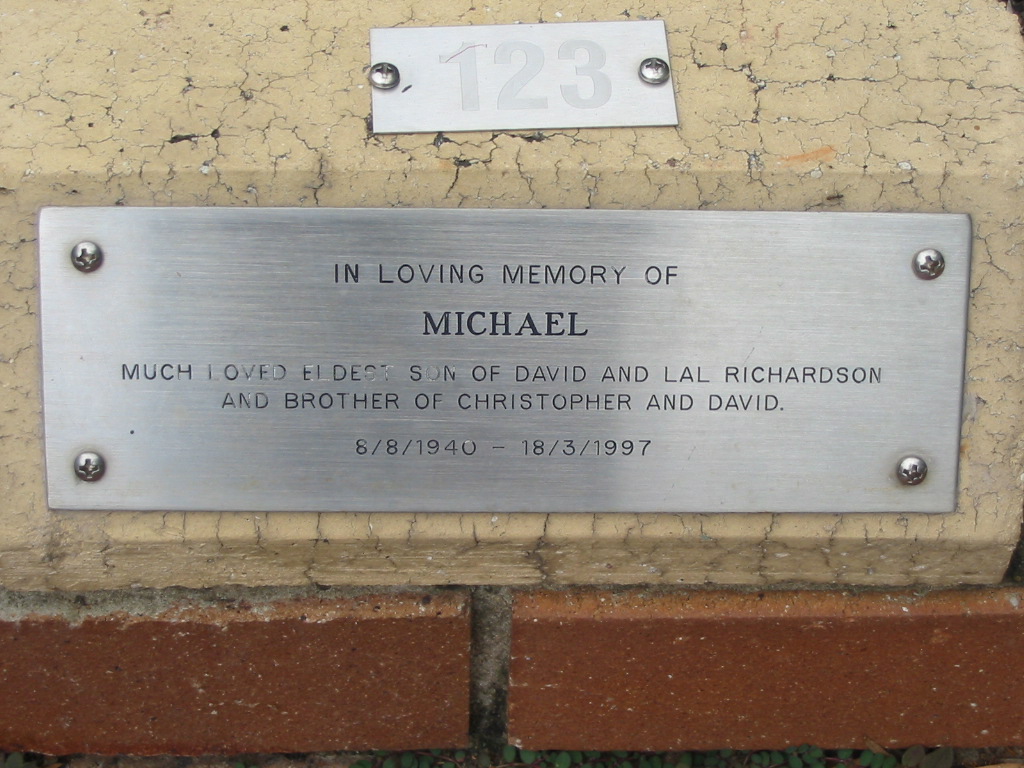 123
IN LOVING MEMORY OF
MICHAEL
MUCH LOVED ELDEST SON OF DAVID AND LAL RICHARDSON
AND BROTHER OF CHRISTOPHER AND DAVID.
8/8/1940 - 18/3/1997